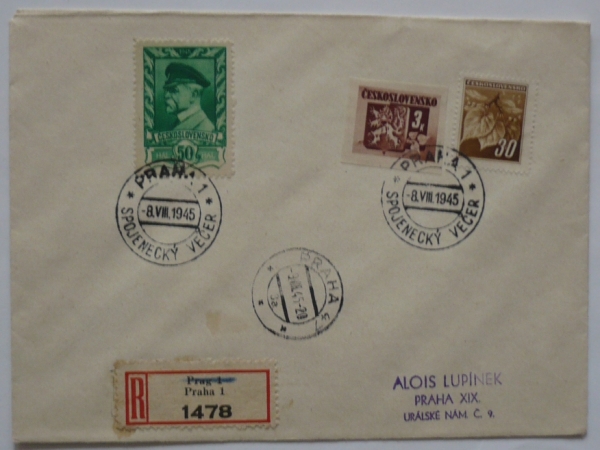 ČESKOSLOVENSKO
50
ČESKOSLOVENSKO
3
ČESKOSLOVENSKO
30
PRAHA 1
-8.VIII.1945
SPOJENECKÝ VEČER
PRAHA 1
-8.VIII.1945
SPOJENECKÝ VEČER
PRAHA
R
Prag 1
Praha 1
1478
ALOIS LUPÍNEK
PRAHA XIX.
URÁLSKÉ NÁM. Č. 9.